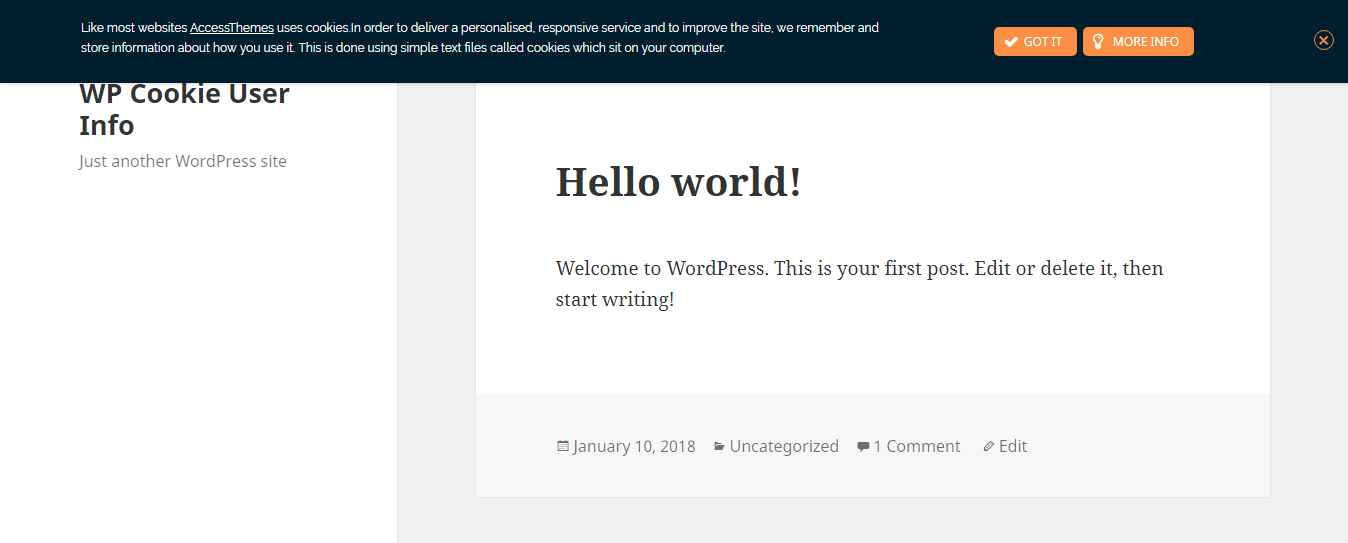 Like most websites AccessThemes uses cookies.In order to deliver a personalised, responsive service and to improve the site, we remember and
store information about how you use it. This is done using simple text files called cookies which sit on your computer.
GOT IT
MORE INFO
WP Cookie User
Info
Just another WordPress site
Hello world!
Welcome to WordPress. This is your first post. Edit or delete it, then
start writing!
January 10, 2018 Uncategorized 1 Comment Edit